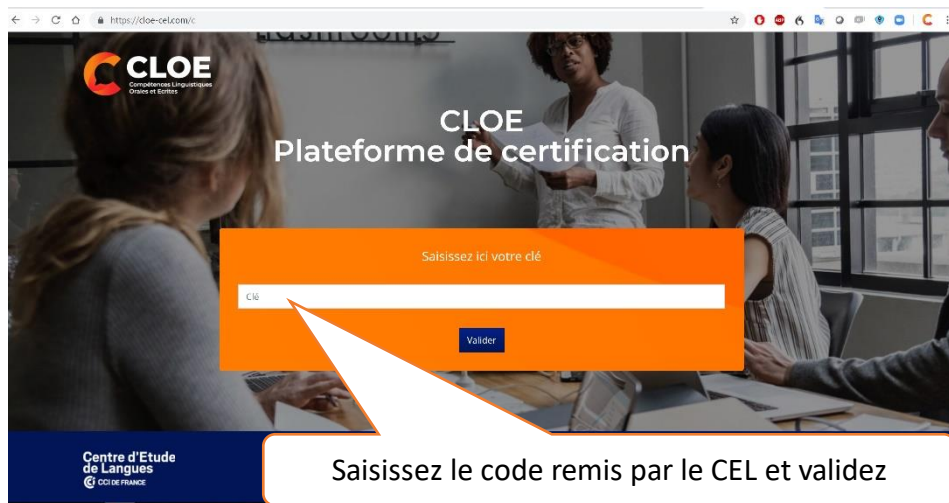 https://cloe-cel.com/c
CLOE
Compétences Linguistiques
Orales et Ecrites
CLOE
Plateforme de certification
Saisissez ici votre clé
Clé
Valider
Centre d'Etude
de Langues
CCI DE FRANCE
Saisissez le code remis par le CEL et validez